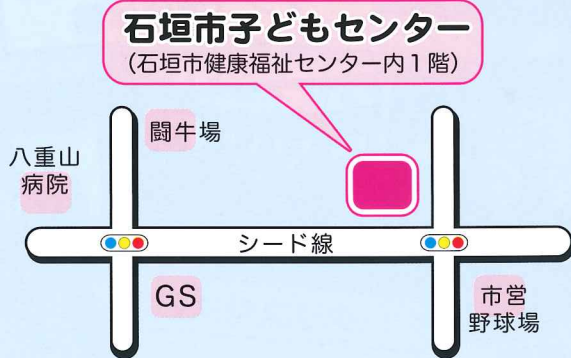 石垣市子どもセンター
(石垣市健康福祉センター内1階)
闘牛場
八重山
病院
シード線
GS
市営
野球場